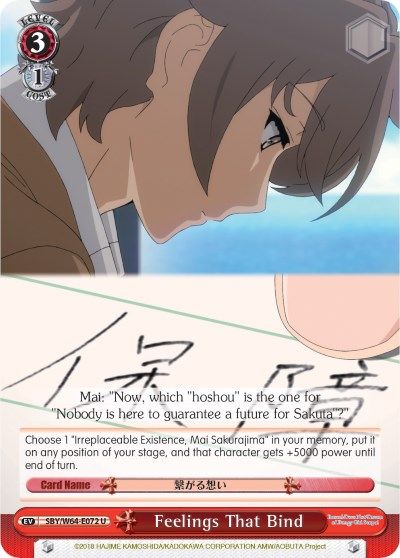 LEVEL
3
1
COST
保障
Mai: "Now, which "hoshou" is the one for
"Nobody is here to guarantee a future for Sakuta"?"
Choose 1 "Irreplaceable Existence, Mai Sakurajima" in your memory, put it
on any position of your stage, and that character gets +5000 power until
end of turn.
Card Name 繋がる想い
EV SBY/W64-E072 U Feelings That Bind
©2018 HAJIME KAMOSHIDA/KADOKAWA CORPORATION AMW/AOBUTA Project